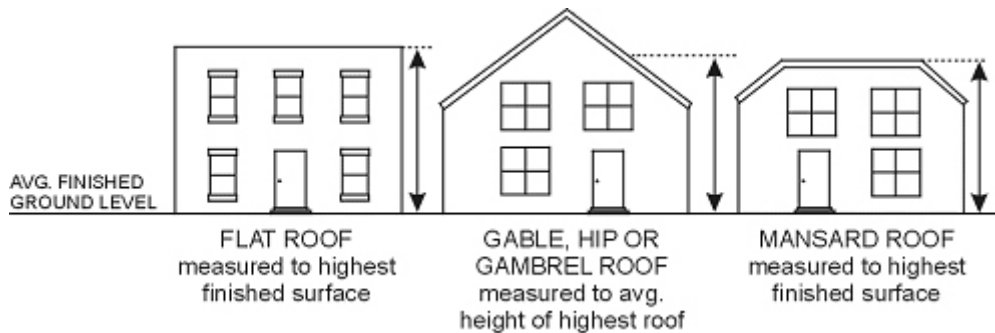 AVG. FINISHED
GROUND LEVEL
FLAT ROOF
measured to highest
finished surface
GABLE, HIP OR
GAMBREL ROOF
measured to avg.
height of highest roof
MANSARD ROOF
measured to highest
finished surface